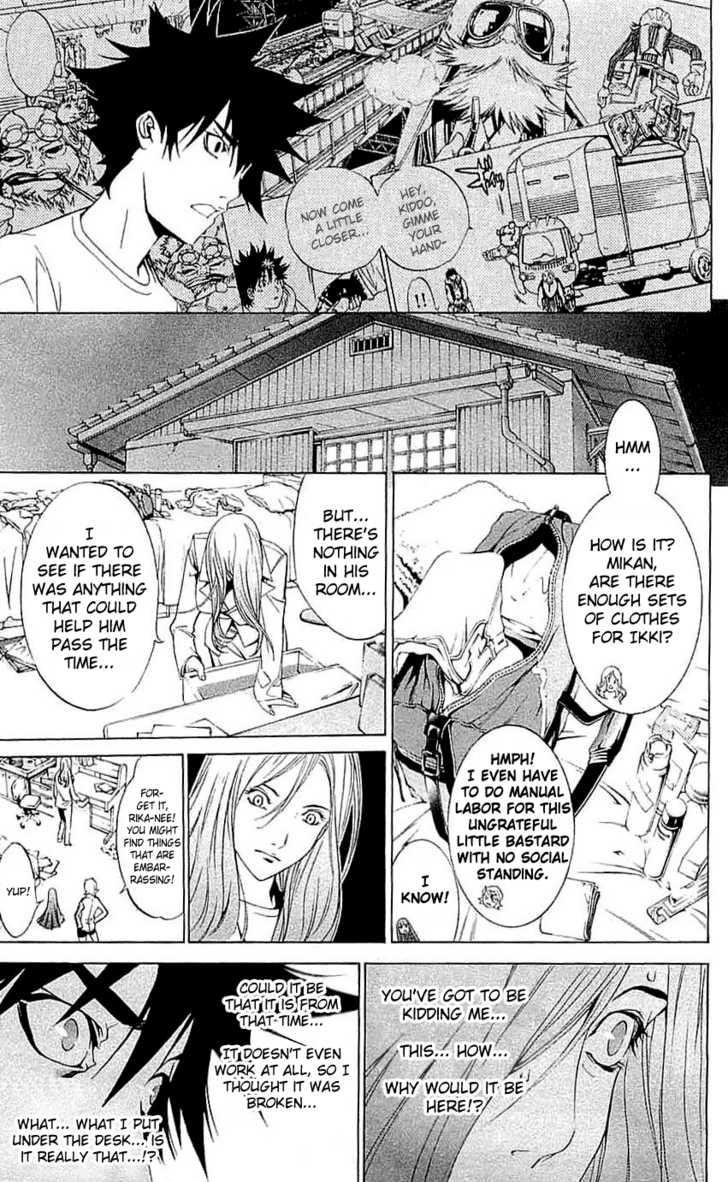 HEY,
KIDDO,
GIMME
YOUR
HAND-
NOW COME
A LITTLE
CLOSER...
!!
HMM
...
HOW IS IT?
MIKAN,
ARE THERE
ENOUGH SETS
OF CLOTHES
FOR IKKI?
HMPH!
I EVEN HAVE
TO DO MANUAL
LABOR FOR THIS
UNGRATEFUL
LITTLE BASTARD
WITH NO SOCIAL
STANDING.
I
KNOW!
BUT...
THERE'S
NOTHING
IN HIS
ROOM...
I
WANTED TO
SEE IF THERE
WAS ANYTHING
THAT COULD
HELP HIM
PASS THE
TIME...
FOR-
GET IT,
RIKA-NEE!
YOU MIGHT
FIND THINGS
THAT ARE
EMBAR-
RASSING!
YUP!
YOU'VE GOT TO BE
KIDDING ME...
THIS... HOW...
WHY WOULD IT BE
HERE!?
COULD IT BE
THAT IT IS FROM
THAT TIME...
IT DOESN'T EVEN
WORK AT ALL, SO I
THOUGHT IT WAS
BROKEN...
WHAT... WHAT I PUT
UNDER THE DESK... IS
IT REALLY THAT...!?